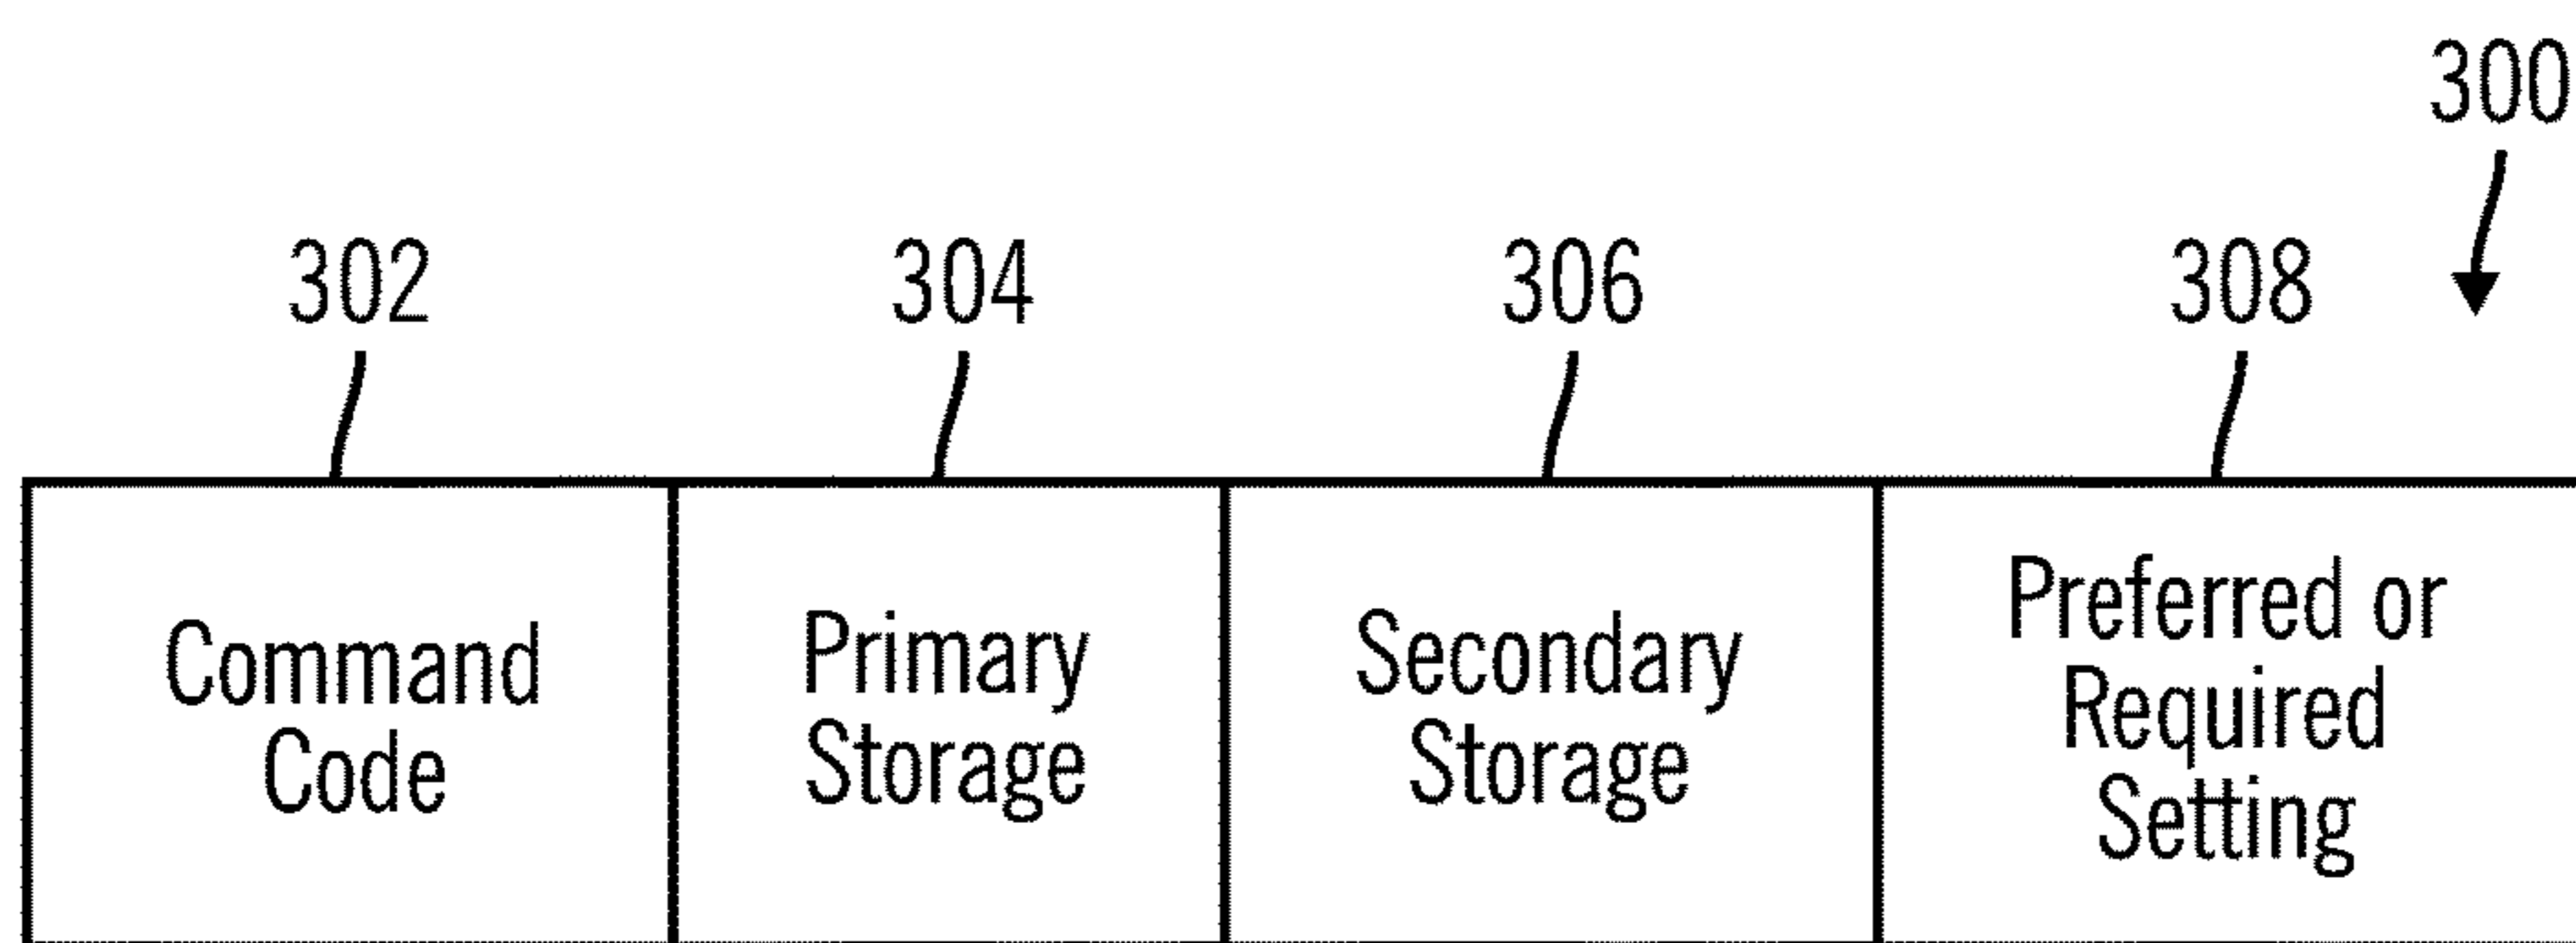 300
302
304
306
308
Command
Code
Primary
Storage
Secondary
Storage
Preferred or
Required
Setting